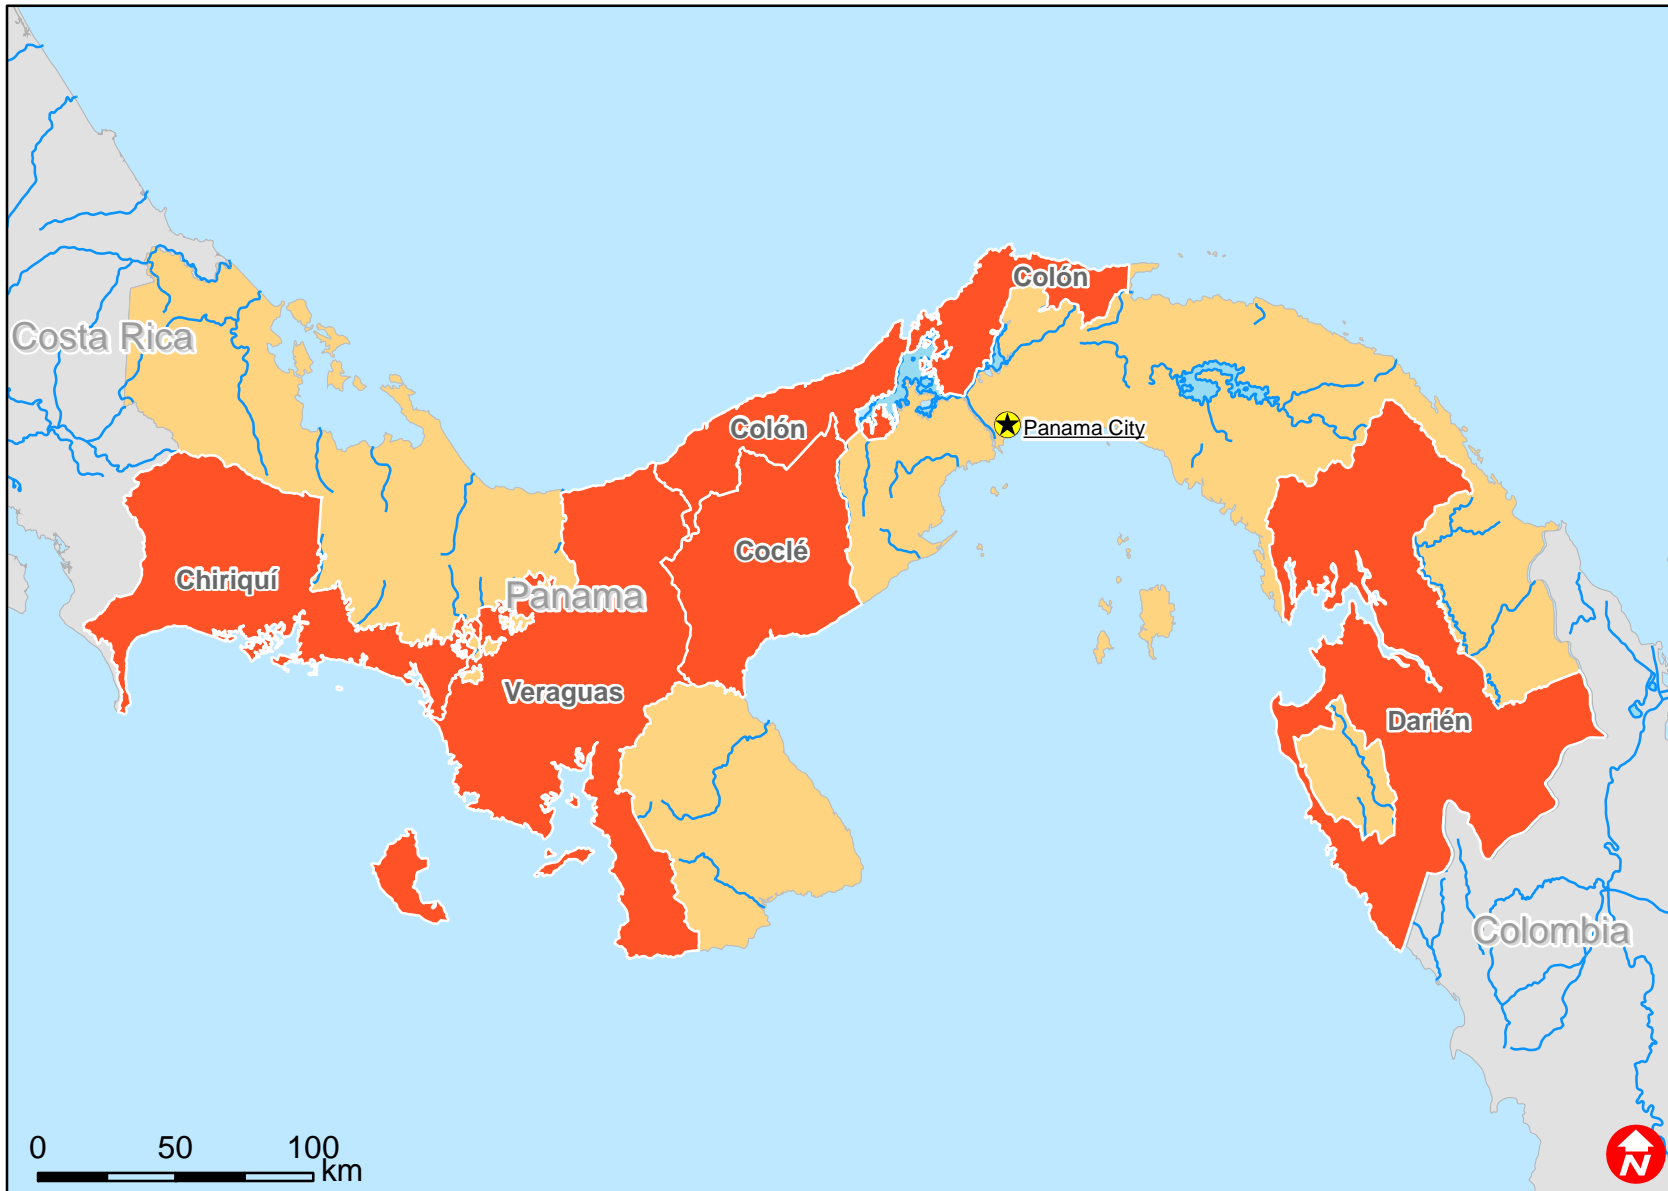 Colón
Costa Rica
Colón
Panama City
Coclé
Chiriquí
Panama
Veraguas
Darién
Colombia
0 50 100
km
N